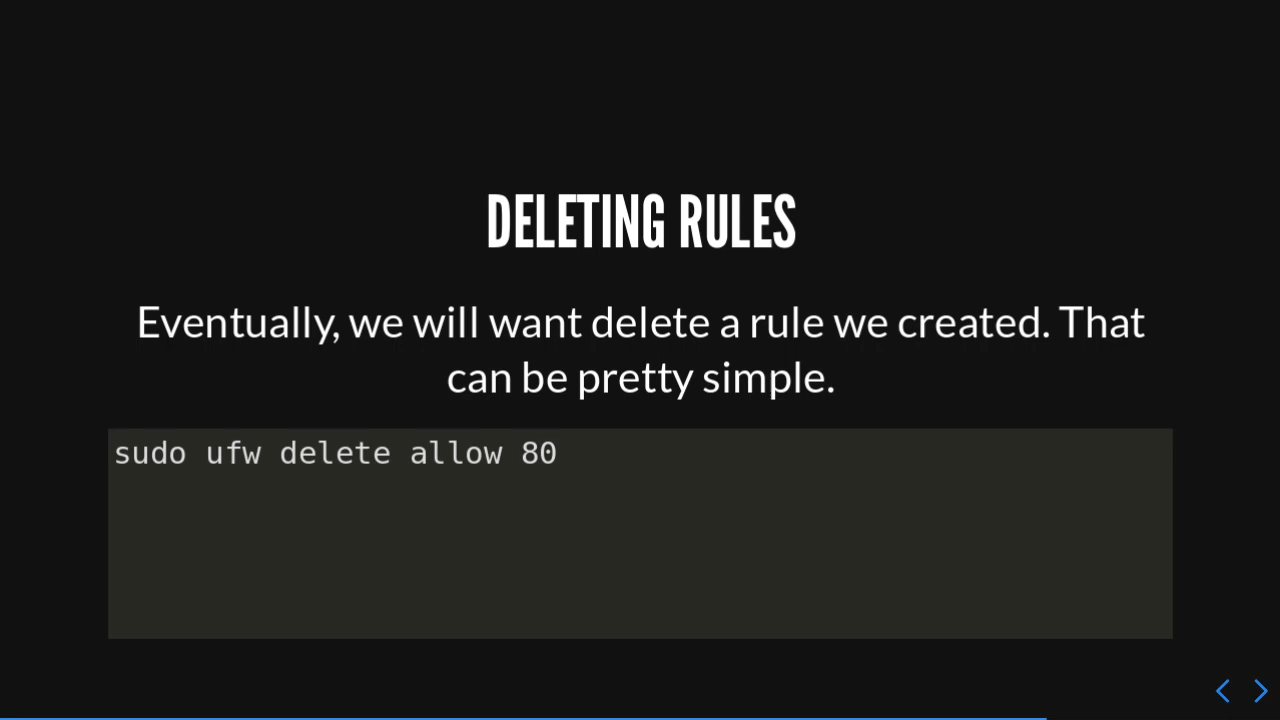 DELETING RULES
Eventually, we will want delete a rule we created. That
can be pretty simple.
sudo ufw delete allow 80